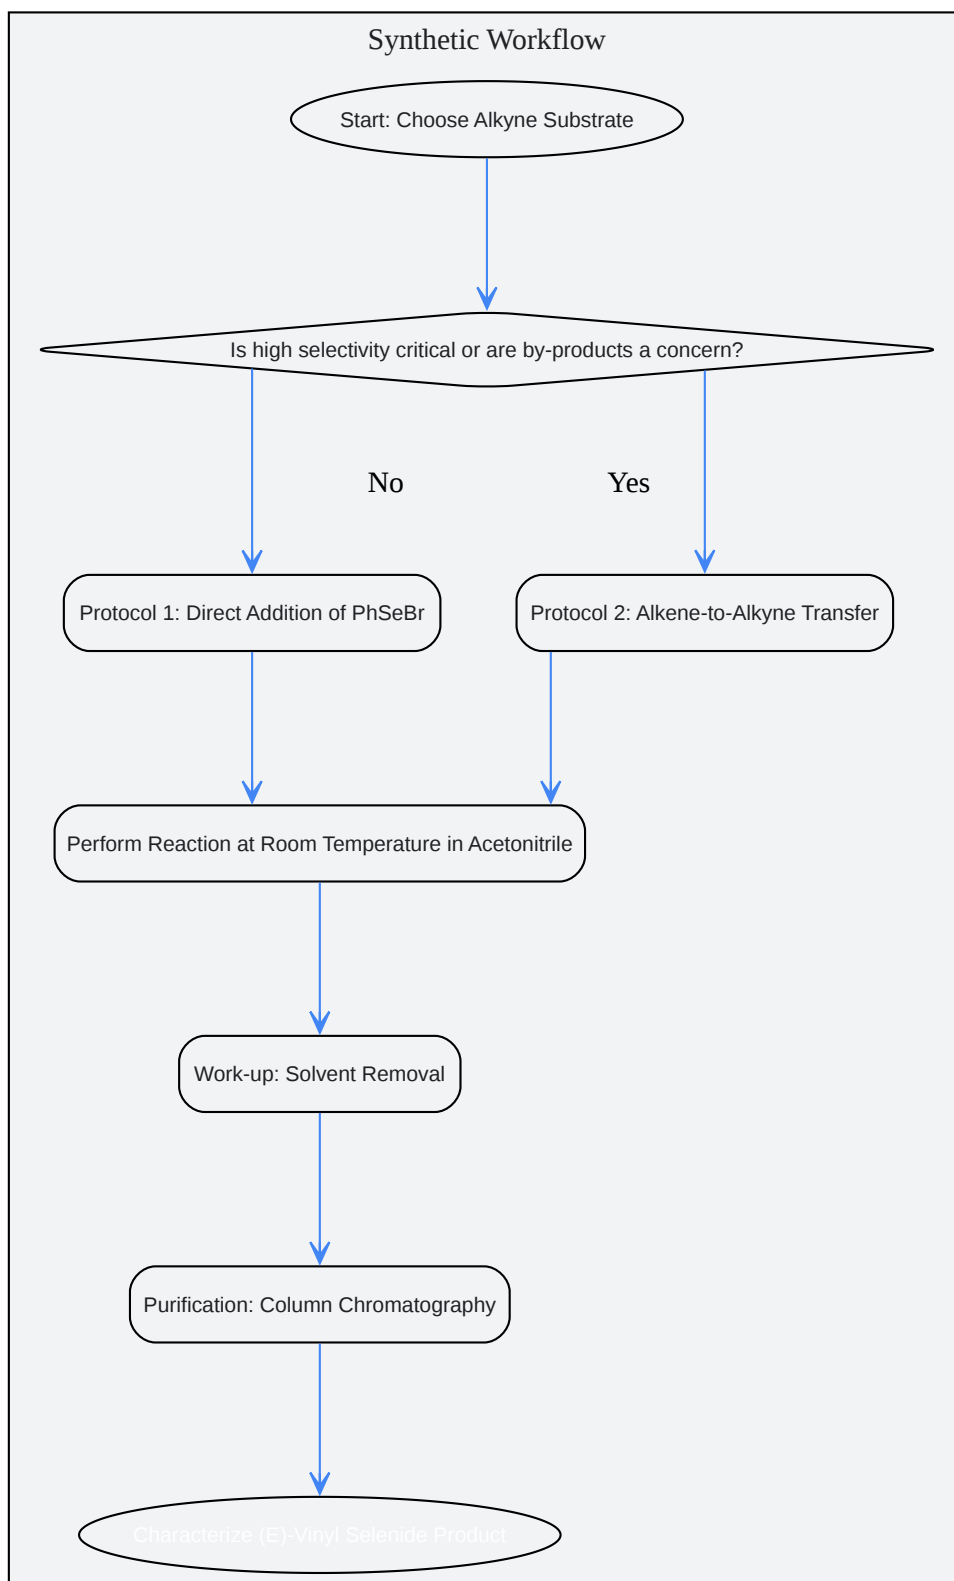 Synthetic Workflow
Start: Choose Alkyne Substrate
Is high selectivity critical or are by-products a concern?
No
Yes
Protocol 1: Direct Addition of PhSeBr
Protocol 2: Alkene-to-Alkyne Transfer
Perform Reaction at Room Temperature in Acetonitrile
Work-up: Solvent Removal
Purification: Column Chromatography
Characterize (E)-Vinyl Selenide Product